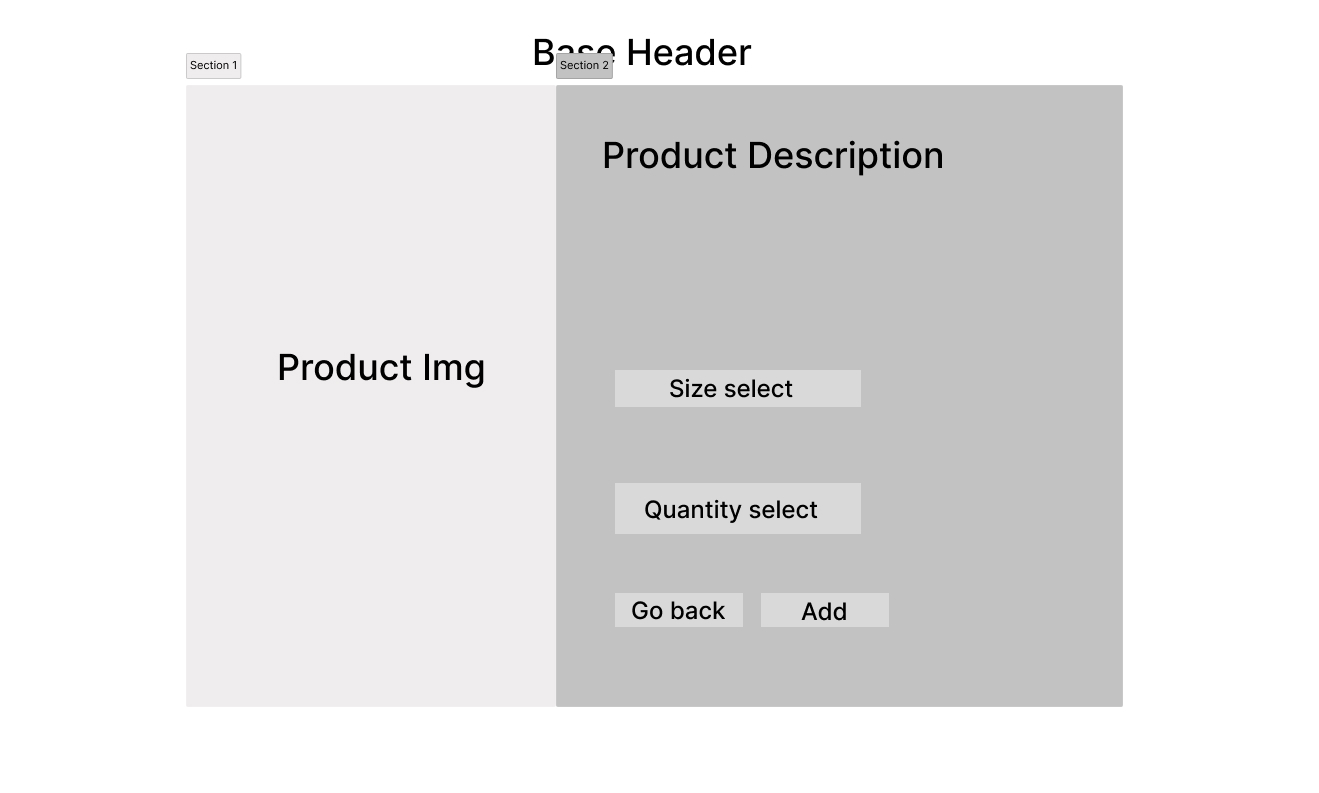 Base Header
Section 1
Section 2
Product Description
Product Img
Size select
Quantity select
Go back
Add